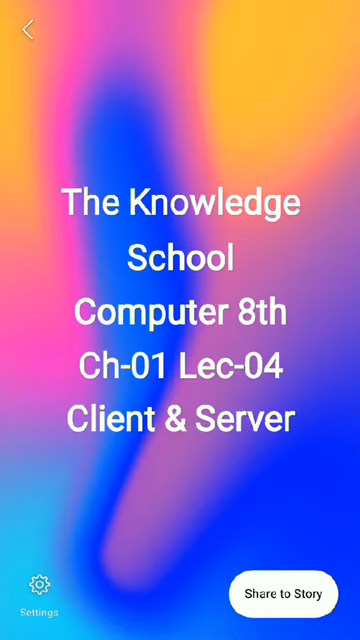 The Knowledge
School
Computer 8th
Ch-01 Lec-04
Client & Server
Settings
Share to Story